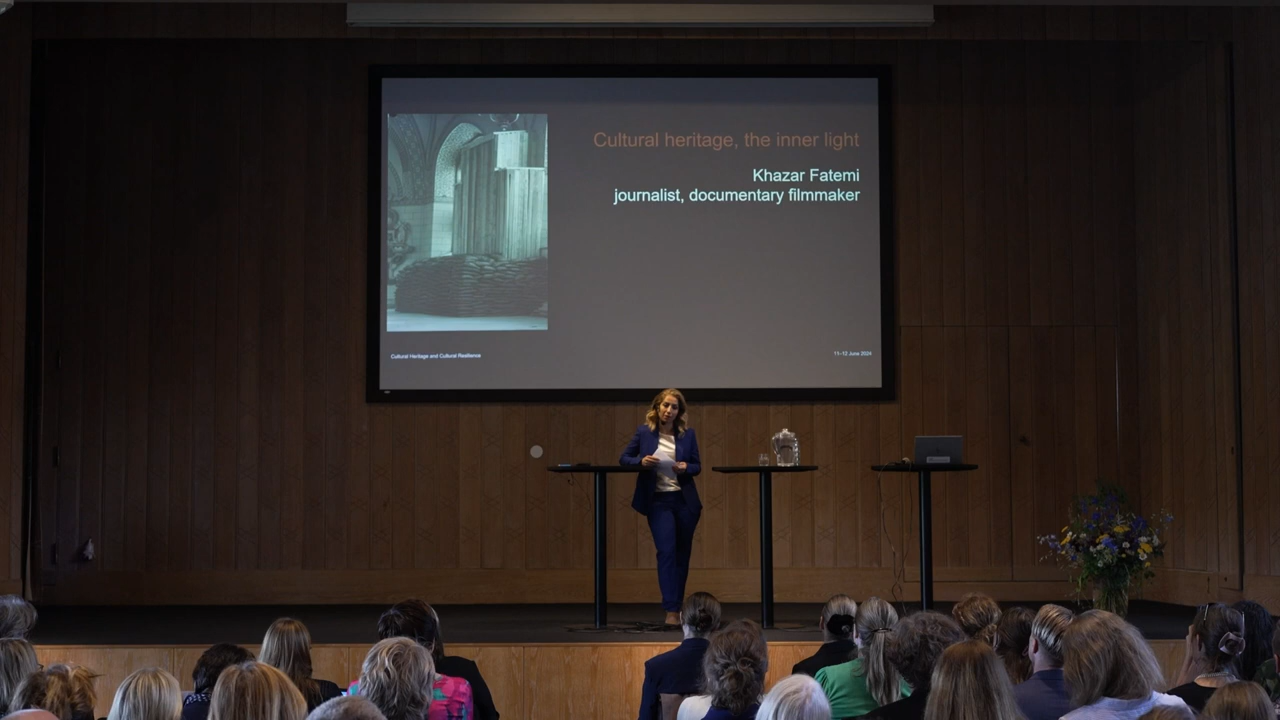 Cultural heritage, the inner light
Khazar Fatemi
journalist, documentary filmmaker
Cultural Heritage and Cultural Resilience
11–12 June 2024